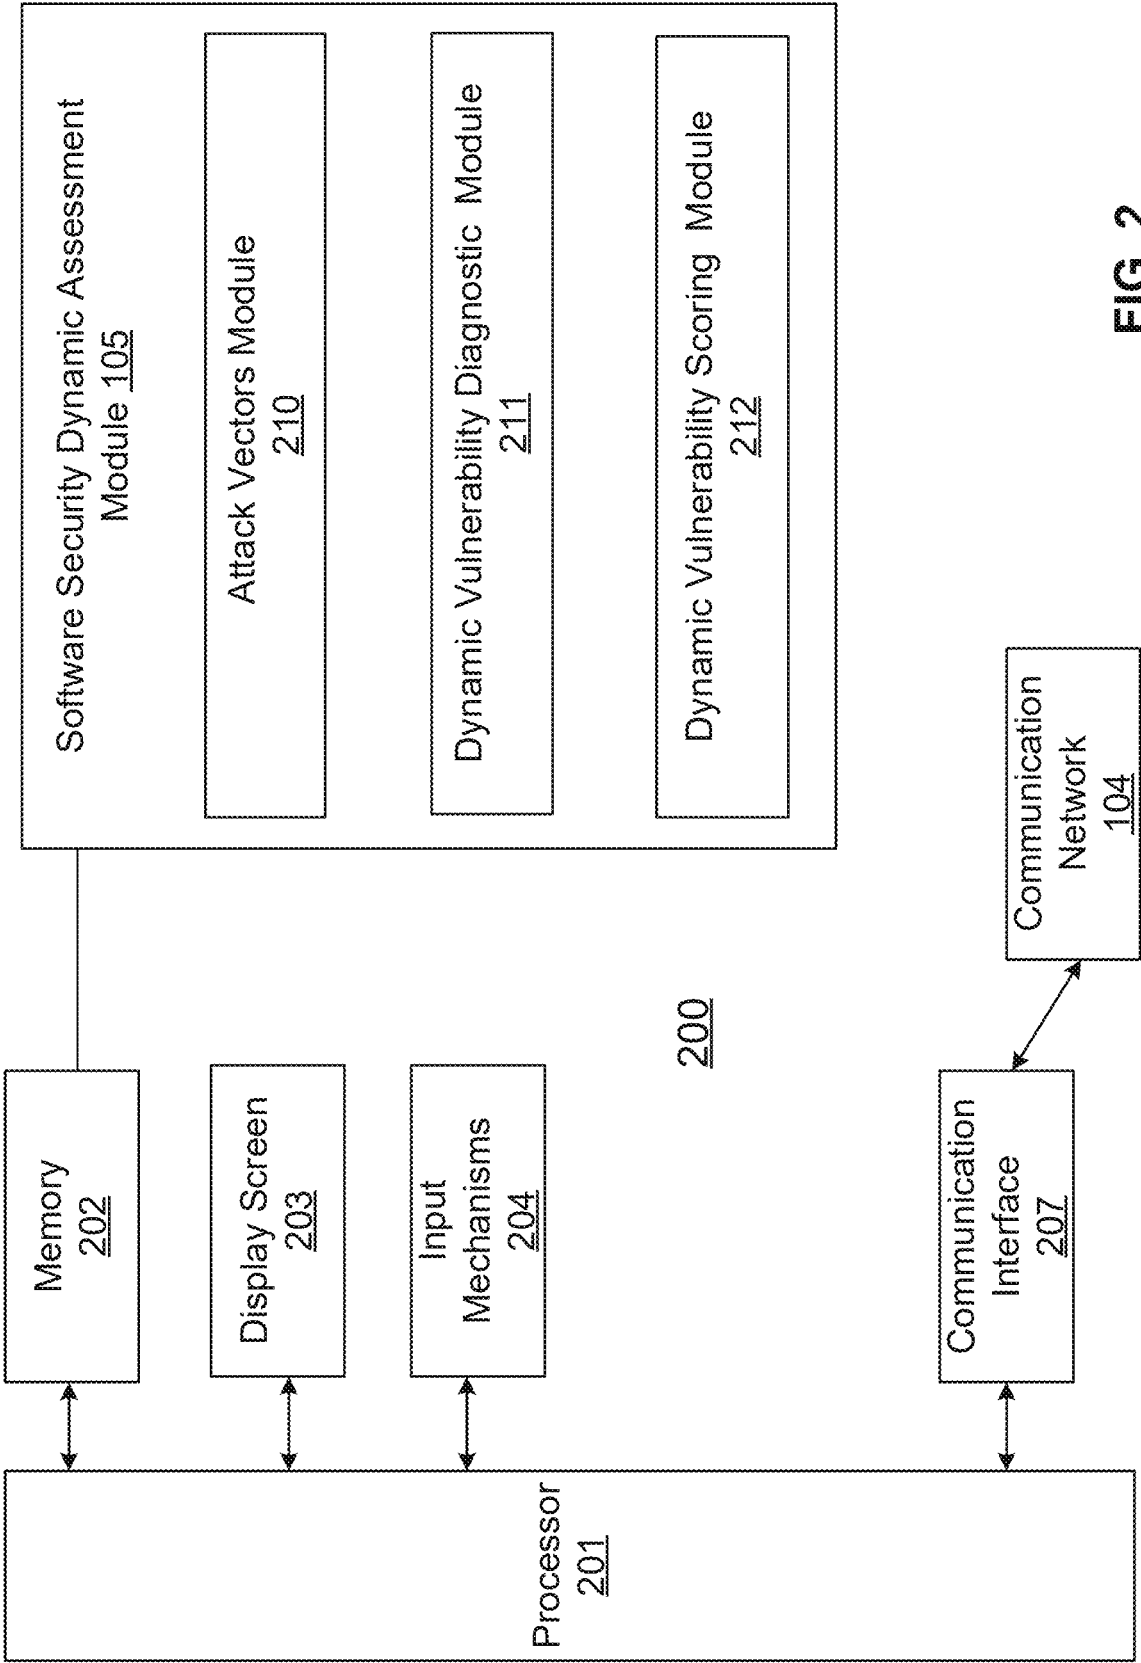 Software Security Dynamic Assessment
Module 105
Attack Vectors Module
210
Dynamic Vulnerability Diagnostic Module
211
Dynamic Vulnerability Scoring Module
212
Memory
202
Display Screen
203
Input
Mechanisms
204
200
Communication
Interface
207
Communication
Network
104
Processor
201
FIG. 2